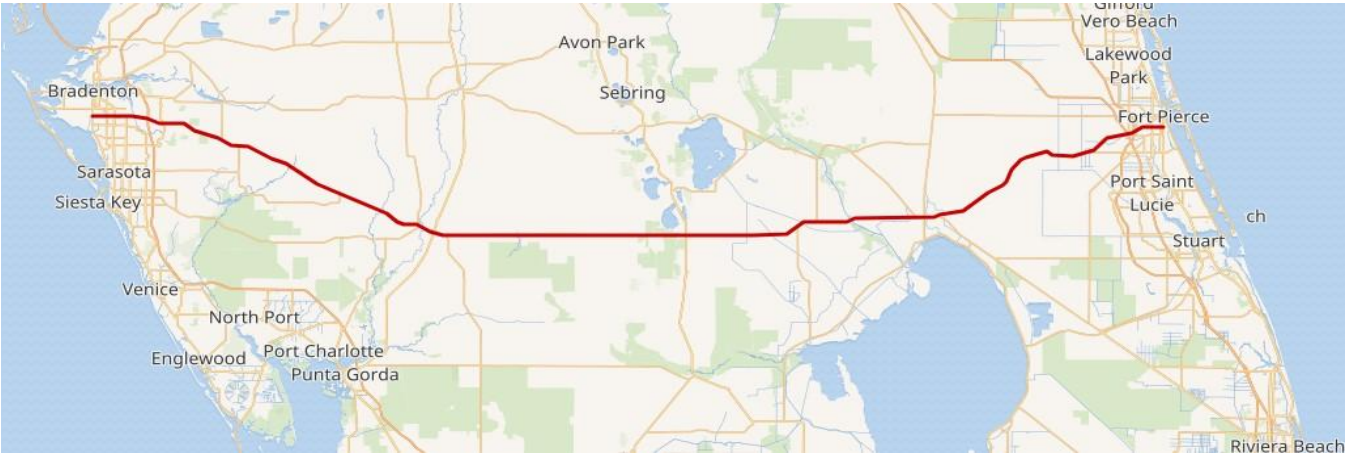 Gifford
Vero Beach
Avon Park
Lakewood
Park
Bradenton
Sebring
Fort Pierce
Sarasota
Port Saint
Lucie
Siesta Key
ch
Stuart
Venice
North Port
Englewood
Port Charlotte
Punta Gorda
Riviera Beach